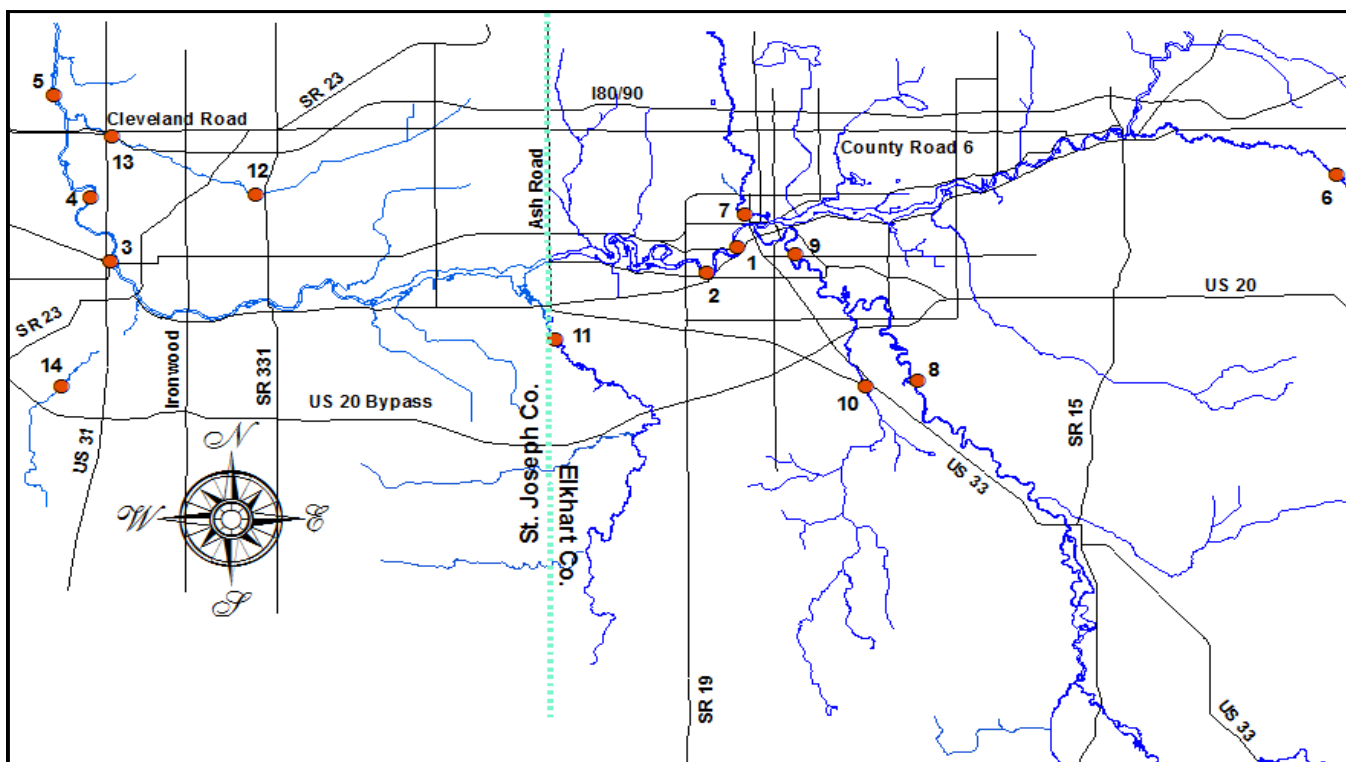 5
SR 23
I80/90
Cleveland Road
13
County Road 6
12
4
Ash Road
7
6
3
1
9
2
US 20
SR 23
11
14
Ironwood
SR 331
8
10
US 20 Bypass
SR 15
US 31
N
US 33
W
E
St. Joseph Co.
Elkhart Co.
S
SR 19
US 33